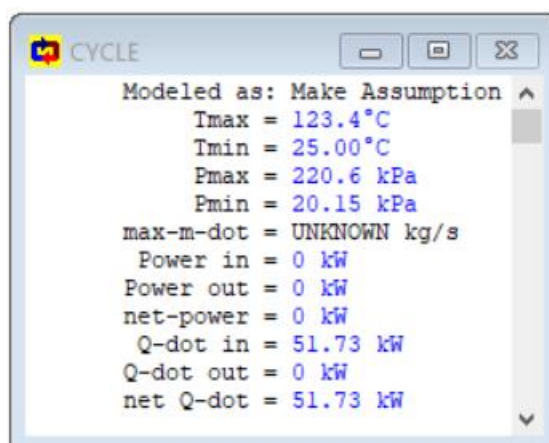 CYCLE
Modeled as: Make Assumption
Tmax = 123.4°C
Tmin = 25.00°C
Pmax = 220.6 kPa
Pmin = 20.15 kPa
max-m-dot = UNKNOWN kg/s
Power in = 0 kW
Power out = 0 kW
net-power = 0 kW
Q-dot in = 51.73 kW
Q-dot out = 0 kW
net Q-dot = 51.73 kW